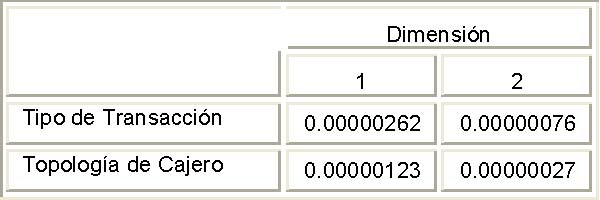 Dimensión
1 2
Tipo de Transacción 0.00000262 0.00000076
Topología de Cajero 0.00000123 0.00000027